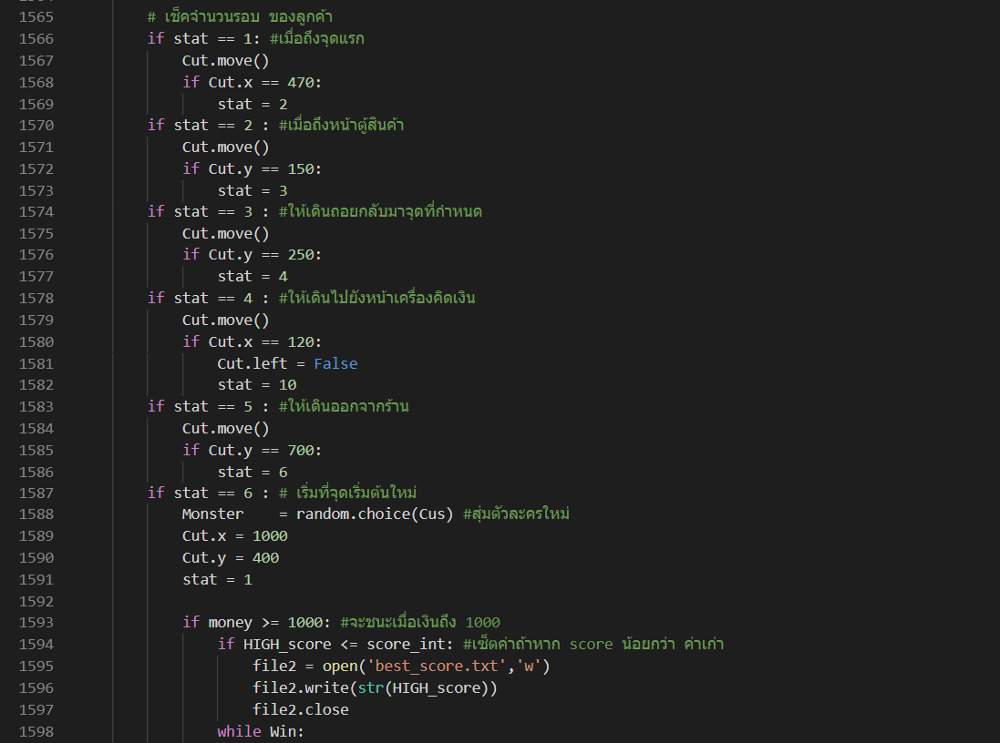 1565 # เช็คจำนวนรอบ ของลูกค้า
1566 if stat == 1: #เมื่อถึงจุดแรก
1567 Cut.move()
1568 if Cut.x == 470:
1569 stat = 2
1570 if stat == 2 : #เมื่อถึงหน้าตู้สินค้า
1571 Cut.move()
1572 if Cut.y == 150:
1573 stat = 3
1574 if stat == 3 : #ให้เดินถอยกลับมาจุดที่กำหนด
1575 Cut.move()
1576 if Cut.y == 250:
1577 stat = 4
1578 if stat == 4 : #ให้เดินไปยังหน้าเครื่องคิดเงิน
1579 Cut.move()
1580 if Cut.x == 120:
1581 Cut.left = False
1582 stat = 10
1583 if stat == 5 : #ให้เดินออกจากร้าน
1584 Cut.move()
1585 if Cut.y == 700:
1586 stat = 6
1587 if stat == 6 : # เริ่มที่จุดเริ่มต้นใหม่
1588 Monster    = random.choice(Cus) #สุ่มตัวละครใหม่
1589 Cut.x = 1000
1590 Cut.y = 400
1591 stat = 1
1592
1593 if money >= 1000: #จะชนะเมื่อเงินถึง 1000
1594 if HIGH_score <= score_int: #เซ็ตค่าถ้าหาก score น้อยกว่า ค่าเก่า
1595 file2 = open('best_score.txt','w')
1596 file2.write(str(HIGH_score))
1597 file2.close
1598 while Win: